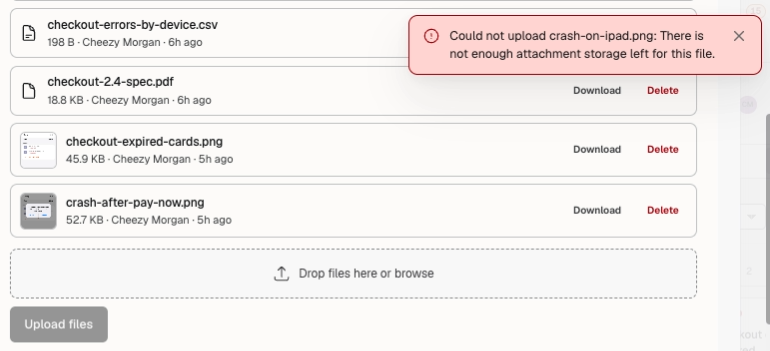 checkout-errors-by-device.csv
198 B · Cheezy Morgan · 6h ago
Could not upload crash-on-ipad.png: There is
not enough attachment storage left for this file.
checkout-2.4-spec.pdf
18.8 KB · Cheezy Morgan · 6h ago
Download
Delete
checkout-expired-cards.png
45.9 KB · Cheezy Morgan · 5h ago
Download
Delete
crash-after-pay-now.png
52.7 KB · Cheezy Morgan · 5h ago
Download
Delete
Drop files here or browse
Upload files
2